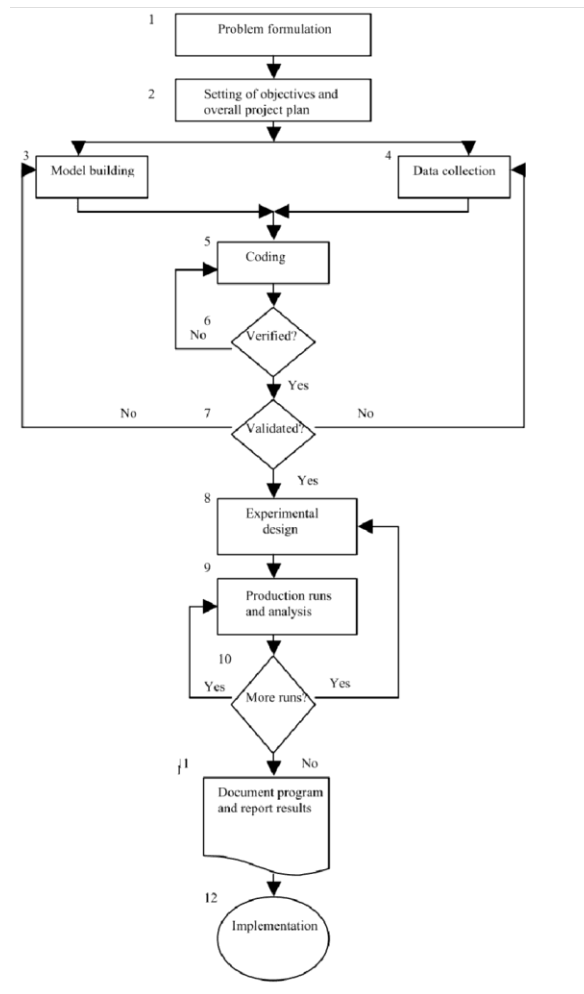 1
Problem formulation
2
Setting of objectives and
overall project plan
3
Model building
4
Data collection
5
Coding
6
No
Verified?
Yes
No
7
Validated?
No
Yes
8
Experimental
design
9
Production runs
and analysis
10
Yes
More runs?
Yes
No
11
Document program
and report results
12
Implementation